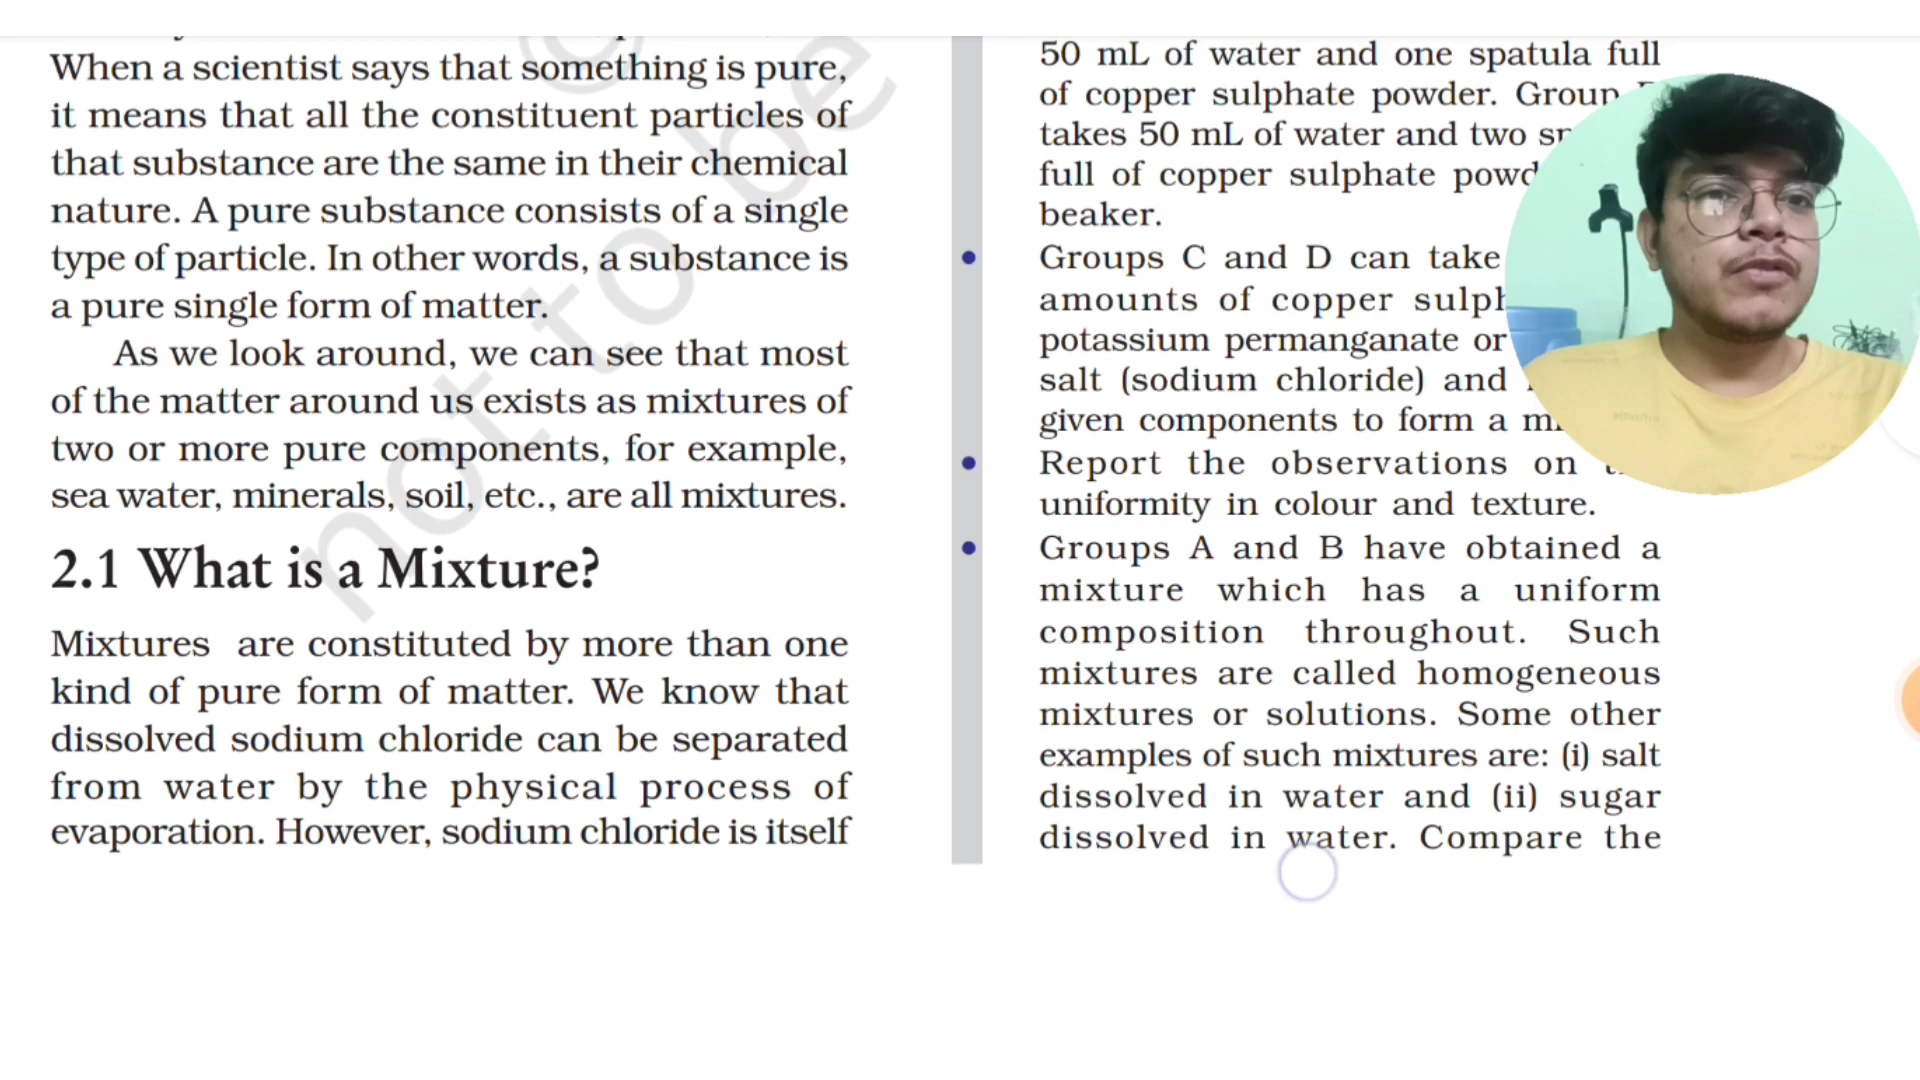 When a scientist says that something is pure,
it means that all the constituent particles of
that substance are the same in their chemical
nature. A pure substance consists of a single
type of particle. In other words, a substance is
a pure single form of matter.
As we look around, we can see that most
of the matter around us exists as mixtures of
two or more pure components, for example,
sea water, minerals, soil, etc., are all mixtures.
2.1 What is a Mixture?
Mixtures are constituted by more than one
kind of pure form of matter. We know that
dissolved sodium chloride can be separated
from water by the physical process of
evaporation. However, sodium chloride is itself
not to be
50 mL of water and one spatula full
of copper sulphate powder. Group
takes 50 mL of water and two
full of copper sulphate
beaker.
• Groups C and D can take
amounts of copper
potassium permanganate or
salt (sodium chloride) and
given components to form a
• Report the observations on
uniformity in colour and texture.
• Groups A and B have obtained a
mixture which has a uniform
composition throughout. Such
mixtures are called homogeneous
mixtures or solutions. Some other
examples of such mixtures are: (i) salt
dissolved in water and (ii) sugar
dissolved in water. Compare the